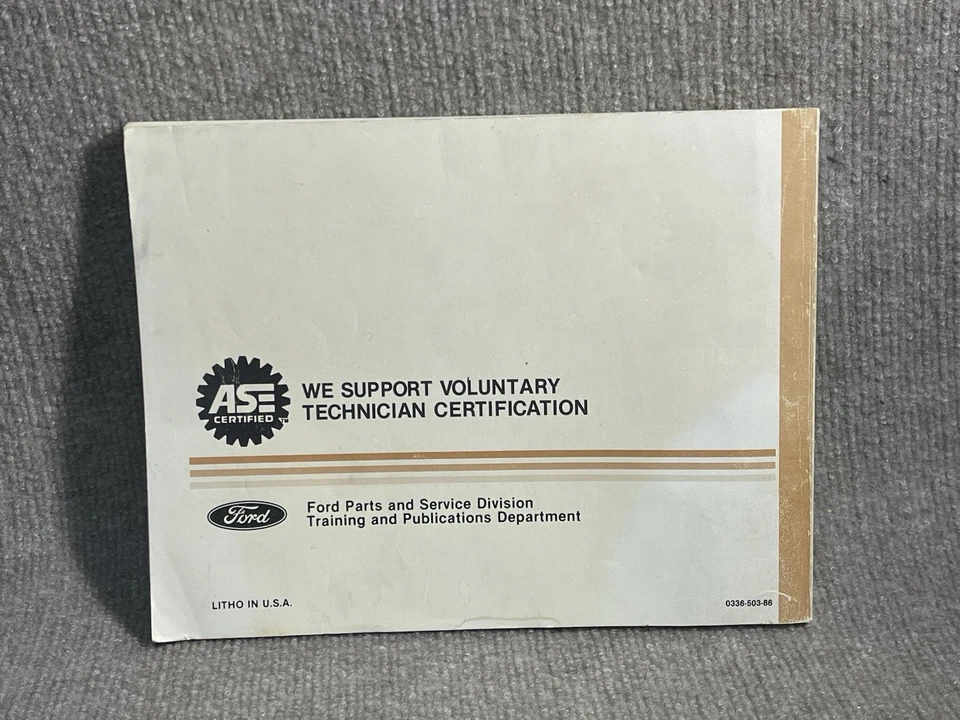 ASE
CERTIFIED TM
WE SUPPORT VOLUNTARY
TECHNICIAN CERTIFICATION
Ford
Ford Parts and Service Division
Training and Publications Department
LITHO IN U.S.A.
0336-503-86